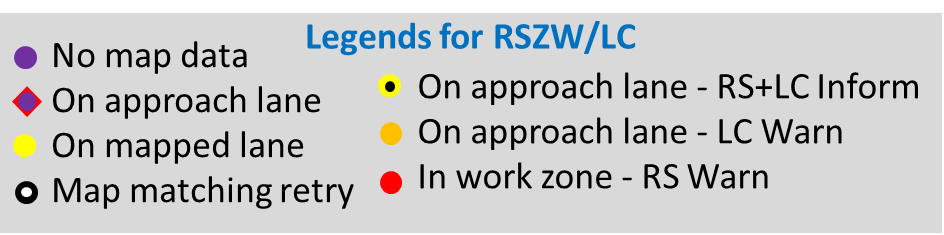 Legends for RSZW/LC
No map data
On approach lane
On mapped lane
Map matching retry
On approach lane - RS+LC Inform
On approach lane - LC Warn
In work zone - RS Warn